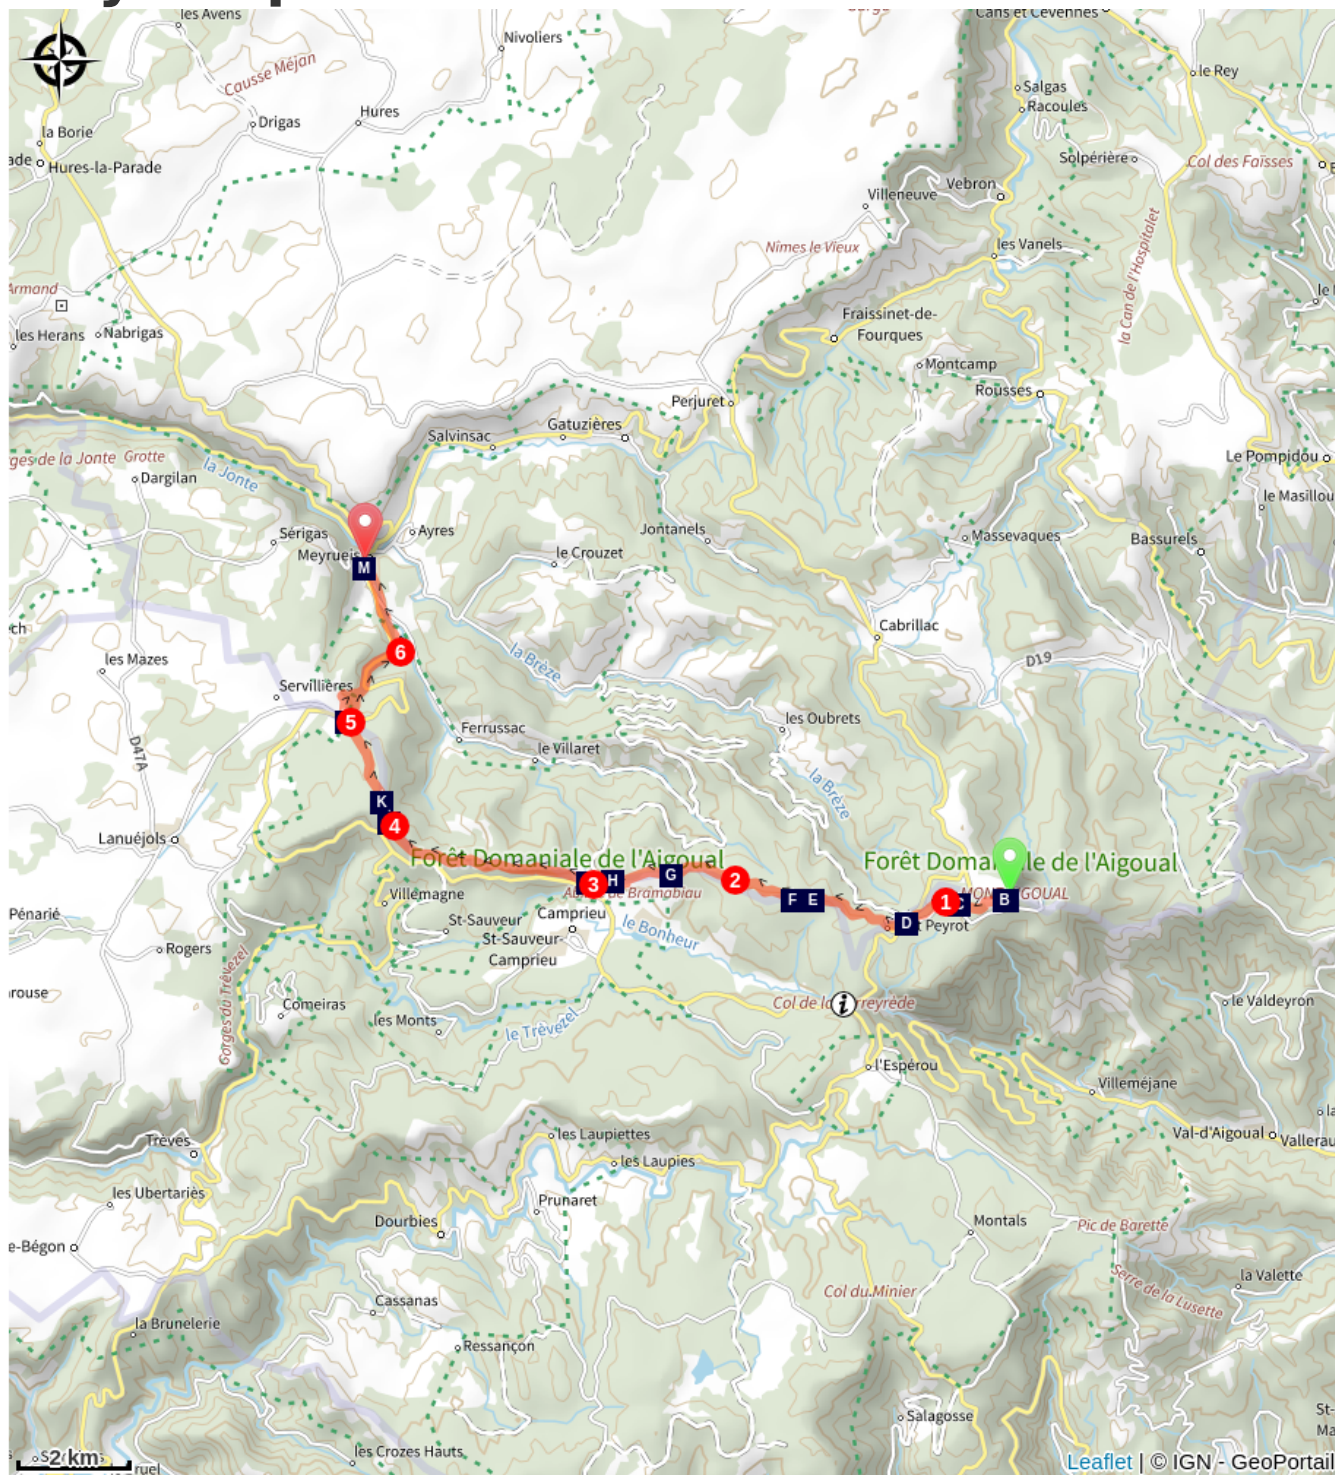 les Avens
Cans et Cévennes
Nivoliers
Causse Méjan
le Rey
Salgas
Racoules
Hures
Drigas
la Borie
Solpérière
Col des Faïsses
Hures-la-Parade
Vebron
Villeneuve
la Can de l'Hospitalet
les Vanels
Nîmes le Vieux
Armand
Fraissinet-de-
Fourques
les Herans
Nabrigas
Montcamp
Rousses
Perjuret
Gatuzières
Salvinsac
Le Pompidou
Grotte
Dargilan
la Jonte
le Masillou
Sérigas
Ayres
Jontanels
Massevaques
Bassurels
Meyrueis
le Crouzet
M
Cabrillac
6
la Brèze
D19
les Mazes
Servillières
5
les Oubrets
Ferrussac
le Villaret
D47A
la Brèze
K
4
Lanuéjols
Forêt Domaniale de l'Aigoual
Forêt Domaniale de l'Aigoual
G
2
H
3
Villemagne
F
E
1
B
Pénarié
St-Sauveur
Camprieu
D
Peyrot
le Bonheur
St-Sauveur-
Camprieu
Rogers
Gorges du Trévezel
Comeiras
les Monts
le Trévezel
i
le Valdeyron
l'Espérou
Villeméjane
Trèves
les Laupiettes
Val-d'Aigoual
les Laupies
les Ubertariès
Prunaret
Dourbies
Montals
Pic de Barette
la Valette
Serre de la Lusette
Col du Minier
Cassanas
la Brunelerie
Ressançon
Salagosse
les Crozes Hauts
2 km
Leaflet | © IGN - GeoPortail